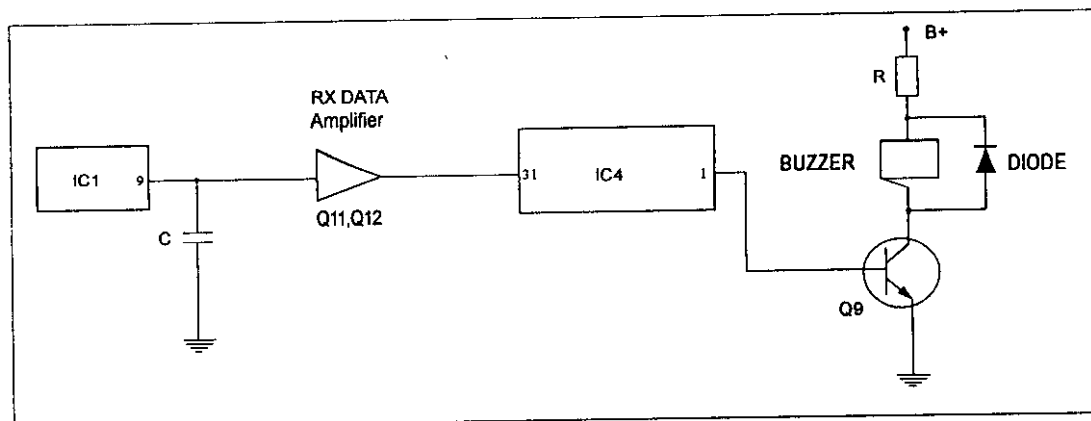 B+
R
RX DATA
Amplifier
BUZZER
DIODE
IC1
9
31
IC4
1
C
Q11,Q12
Q9